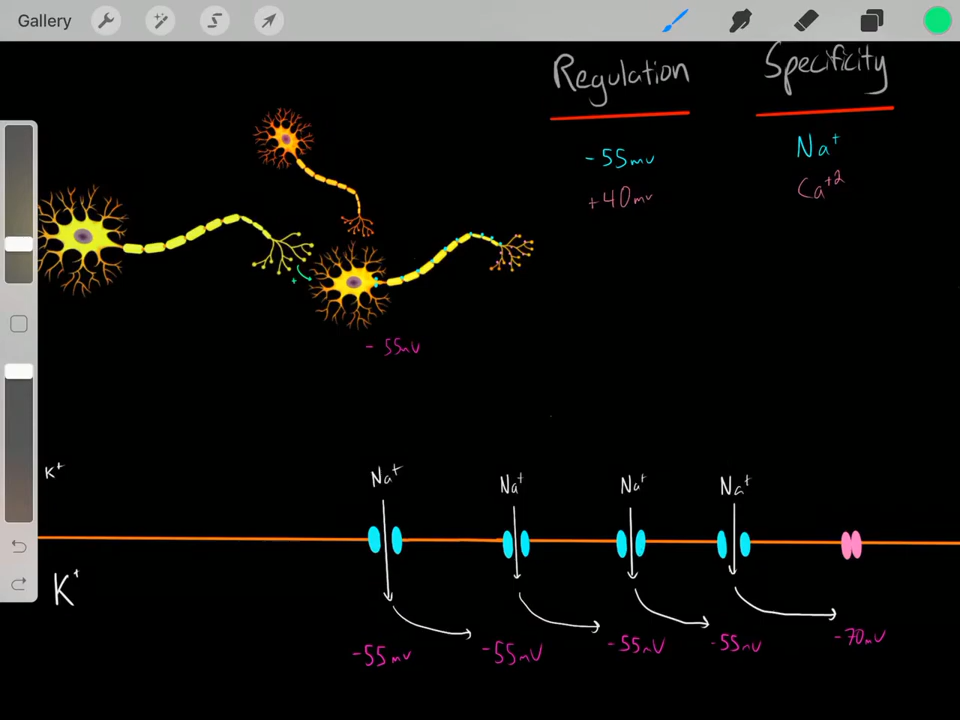 Gallery
Regulation Specificity
-55mv Na+
+40mv Ca+2
+
-55mV
K+
Na+ Na+ Na+ Na+
K+
-55mv -55mV -55mV -55mV -70mV